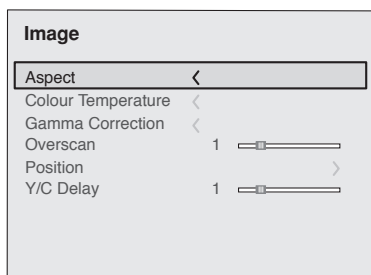 Image
Aspect
Colour Temperature
Gamma Correction
Overscan 1
Position
Y/C Delay 1